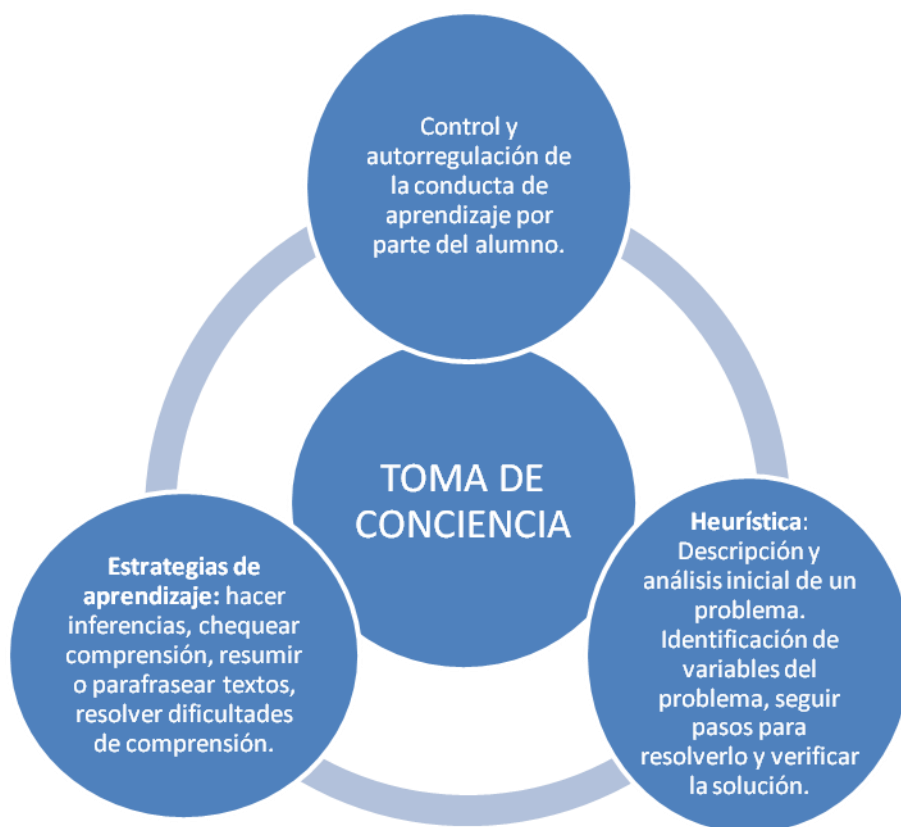 Control y
autorregulación de
la conducta de
aprendizaje por
parte del alumno.
TOMA DE
CONCIENCIA
Estrategias de
aprendizaje: hacer
inferencias, chequear
comprensión, resumir
o parafrasear textos,
resolver dificultades
de comprensión.
Heurística:
Descripción y
análisis inicial de un
problema.
Identificación de
variables del
problema, seguir
pasos para
resolverlo y verificar
la solución.